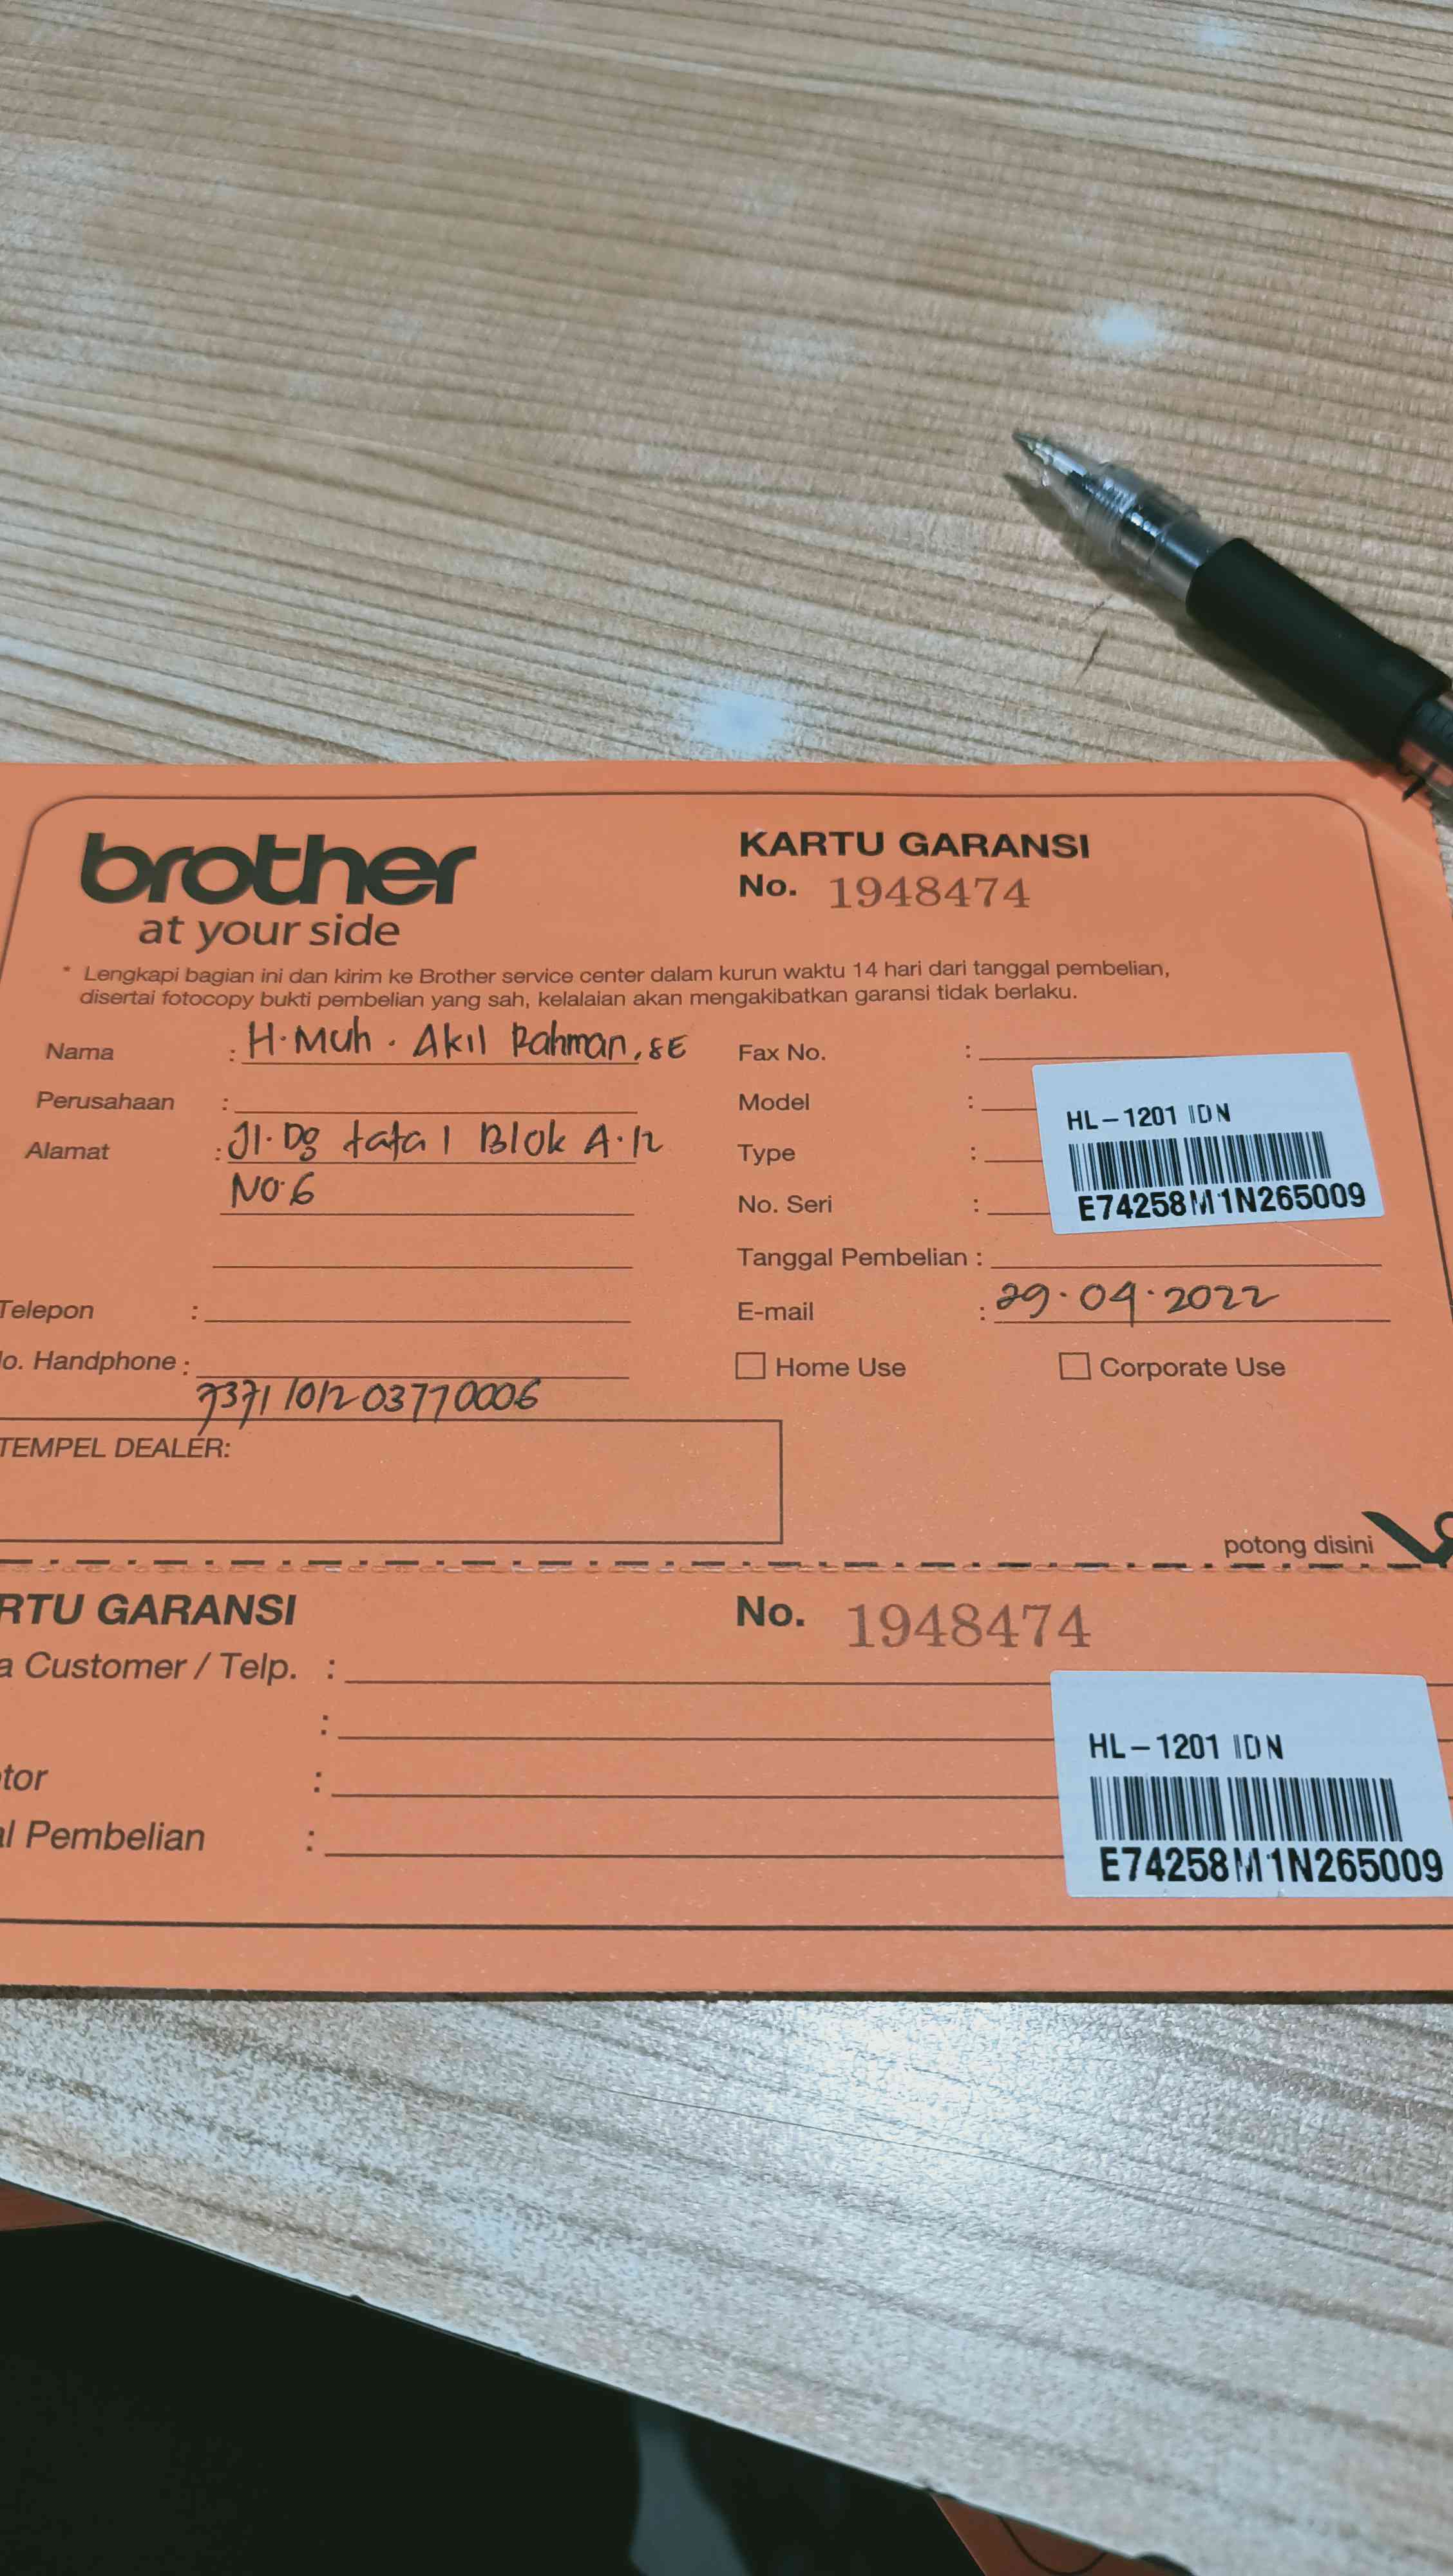 brother
at your side
KARTU GARANSI
No. 1948474
* Lengkapi bagian ini dan kirim ke Brother service center dalam kurun waktu 14 hari dari tanggal pembelian,
disertai fotocopy bukti pembelian yang sah, kelalaian akan mengakibatkan garansi tidak berlaku.
Nama : H. Muh. Akil Rahman, SE
Perusahaan :
Alamat : Jl. Dg tata 1 Blok A.12
No. 6
Telepon :
o. Handphone :
7371101203770006
TEMPEL DEALER:
Fax No. :
Model :
Type :
No. Seri :
HL-1201 IDN
E74258M1N265009
Tanggal Pembelian :
E-mail : 29.04.2022
Home Use
Corporate Use
potong disini
RTU GARANSI
No. 1948474
a Customer / Telp. :
:
tor :
al Pembelian :
HL-1201 IDN
E74258M1N265009